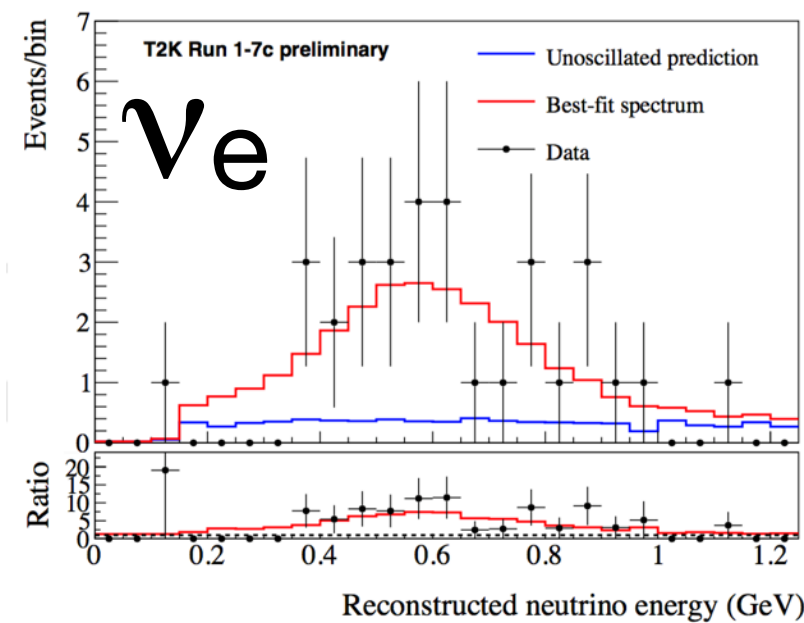 T2K Run 1-7c preliminary
νe
Unoscillated prediction
Best-fit spectrum
Data
Events/bin
7
6
5
4
3
2
1
0
Ratio
20
15
10
5
0
0 0.2 0.4 0.6 0.8 1 1.2
Reconstructed neutrino energy (GeV)